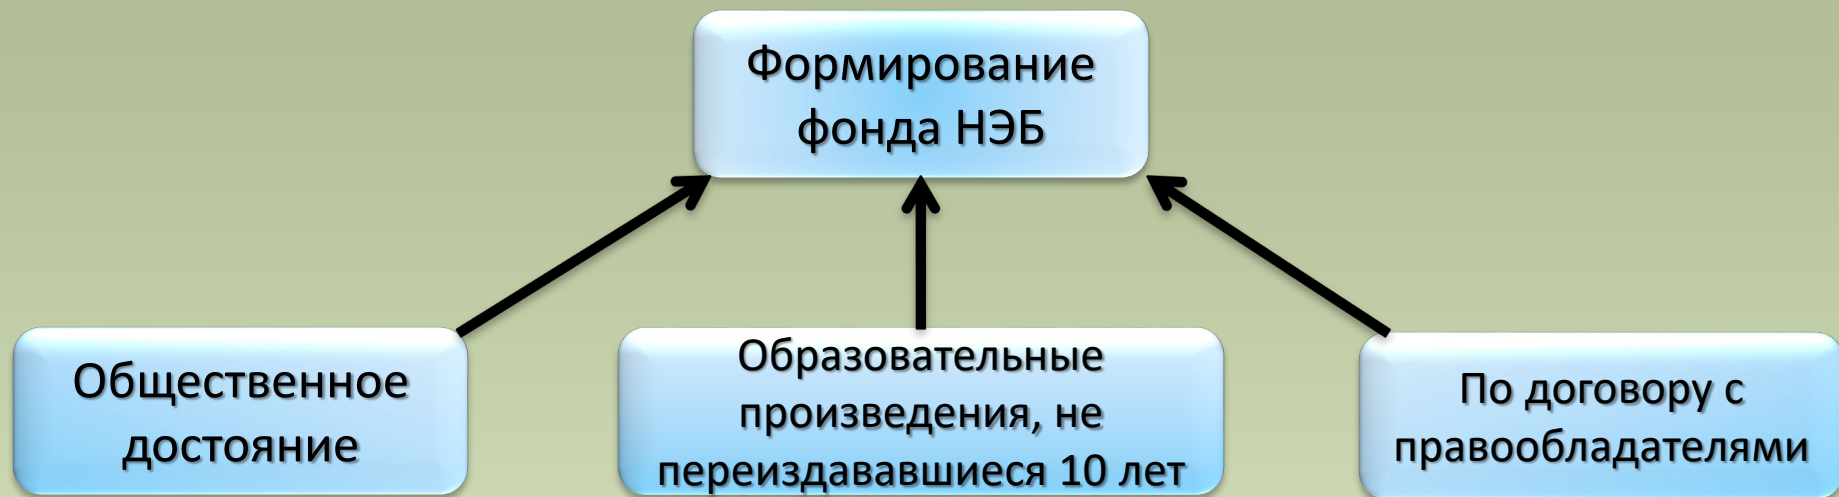 Формирование
фонда НЭБ
Общественное
достояние
Образовательные
произведения, не
переиздававшиеся 10 лет
По договору с
правообладателями